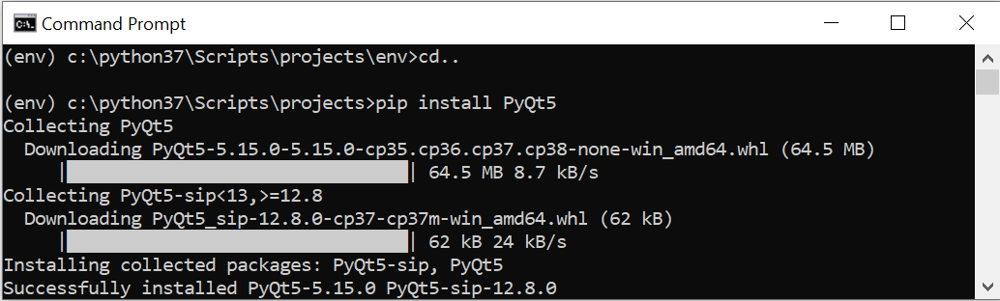 Command Prompt
(env) c:\python37\Scripts\projects\env>cd..
(env) c:\python37\Scripts\projects>pip install PyQt5
Collecting PyQt5
  Downloading PyQt5-5.15.0-5.15.0-cp35.cp36.cp37.cp38-none-win_amd64.whl (64.5 MB)
     |████████████████████████████████| 64.5 MB 8.7 kB/s
Collecting PyQt5-sip<13,>=12.8
  Downloading PyQt5_sip-12.8.0-cp37-cp37m-win_amd64.whl (62 kB)
     |████████████████████████████████| 62 kB 24 kB/s
Installing collected packages: PyQt5-sip, PyQt5
Successfully installed PyQt5-5.15.0 PyQt5-sip-12.8.0